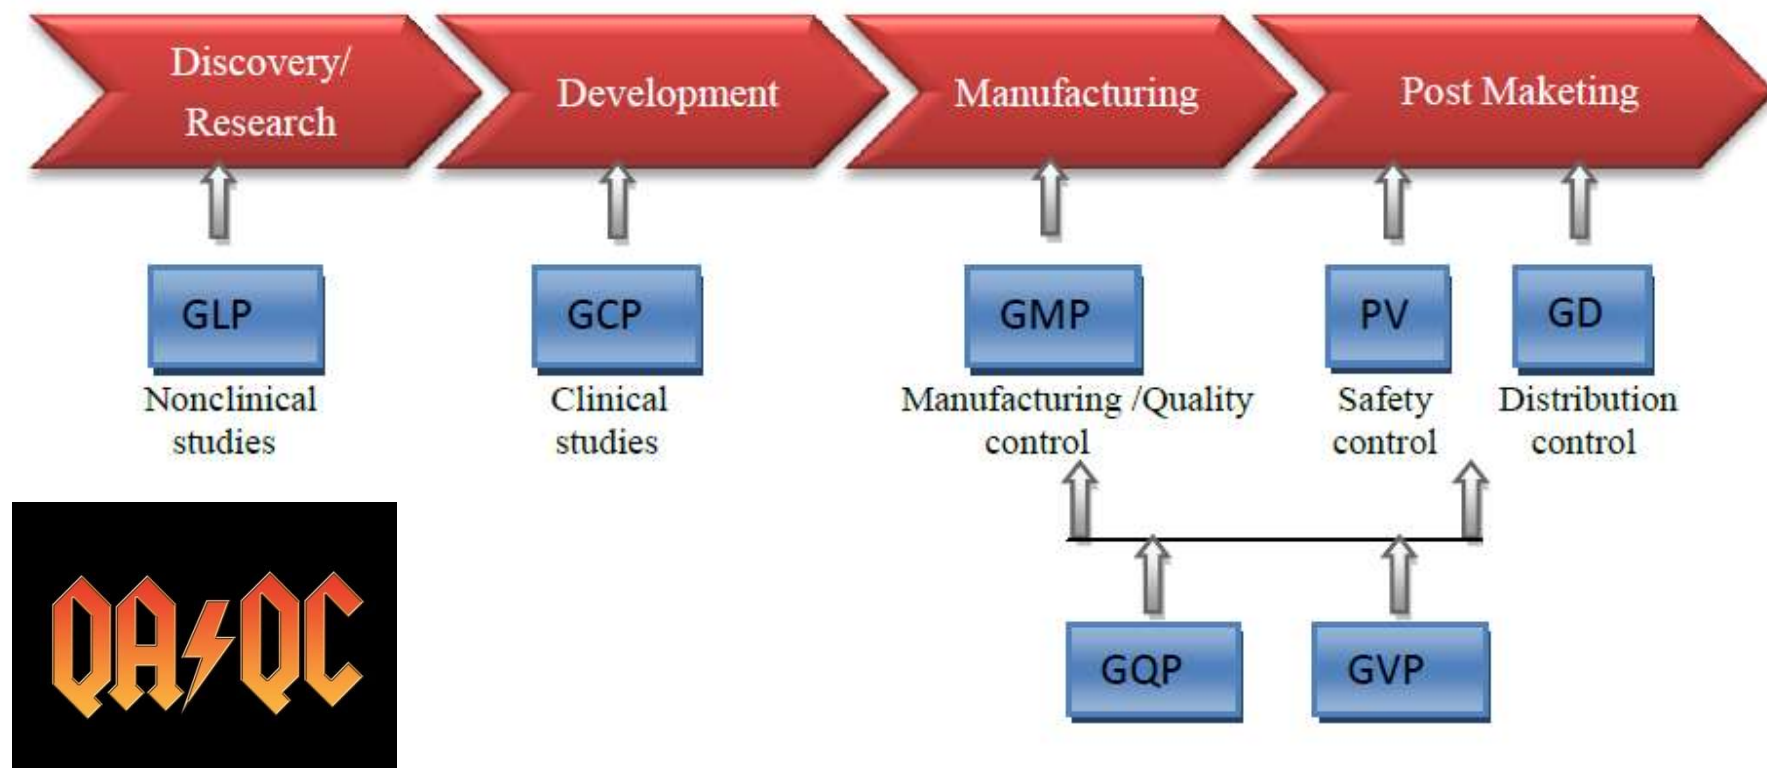 Discovery/
Research
Development
Manufacturing
Post Maketing
GLP
GCP
GMP
PV
GD
Nonclinical
studies
Clinical
studies
Manufacturing /Quality
control
Safety
control
Distribution
control
GQP
GVP
QA QC